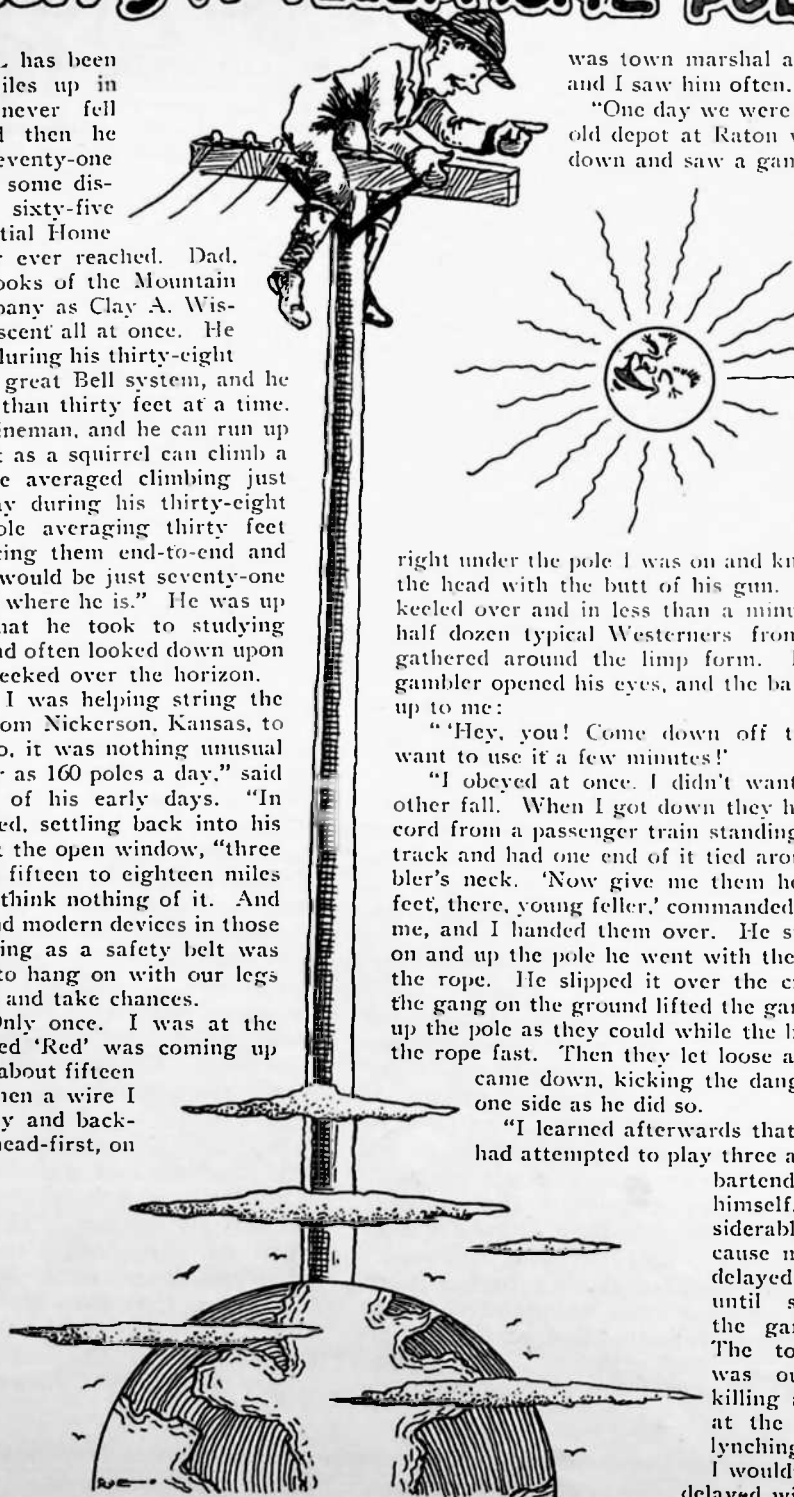 has been
iles up in
never fell
then he
eventy-one
some dis-
sixty-five
tial Home
ever reached. Dad,
ooks of the Mountain
pany as Clay A. Wis-
scent all at once. He
during his thirty-eight
great Bell system, and he
than thirty feet at a time.
ineman, and he can run up
as a squirrel can climb a
e averaged climbing just
ay during his thirty-eight
ole averaging thirty feet
cing them end-to-end and
would be just seventy-one
where he is." He was up
hat he took to studying
nd often looked down upon
ecked over the horizon.
I was helping string the
om Nickerson, Kansas, to
o, it was nothing unusual
r as 160 poles a day," said
of his early days. "In
ed, settling back into his
the open window, "three
fifteen to eighteen miles
think nothing of it. And
nd modern devices in those
ing as a safety belt was
to hang on with our legs
and take chances.
Only once. I was at the
ed 'Red' was coming up
about fifteen
hen a wire I
y and back-
head-first, on
was town marshal a
and I saw him often.
"One day we were
old depot at Raton
down and saw a gam
right under the pole I was on and kn
the head with the butt of his gun.
keeled over and in less than a minu
half dozen typical Westerners from
gathered around the limp form.
gambler opened his eyes, and the ba
up to me:
" 'Hey, you! Come down off t
want to use it a few minutes!'
"I obeyed at once. I didn't want
other fall. When I got down they h
cord from a passenger train standing
track and had one end of it tied arou
bler's neck. 'Now give me them ho
feet, there, young feller,' commanded
me, and I handed them over. He s
on and up the pole he went with the
the rope. He slipped it over the c
the gang on the ground lifted the gam
up the pole as they could while the l
the rope fast. Then they let loose a
came down, kicking the dang
one side as he did so.
"I learned afterwards that
had attempted to play three a
bartend
himself.
siderabl
cause m
delayed
until s
the gam
The to
was ou
killing a
at the
lynching
I would
delayed wi